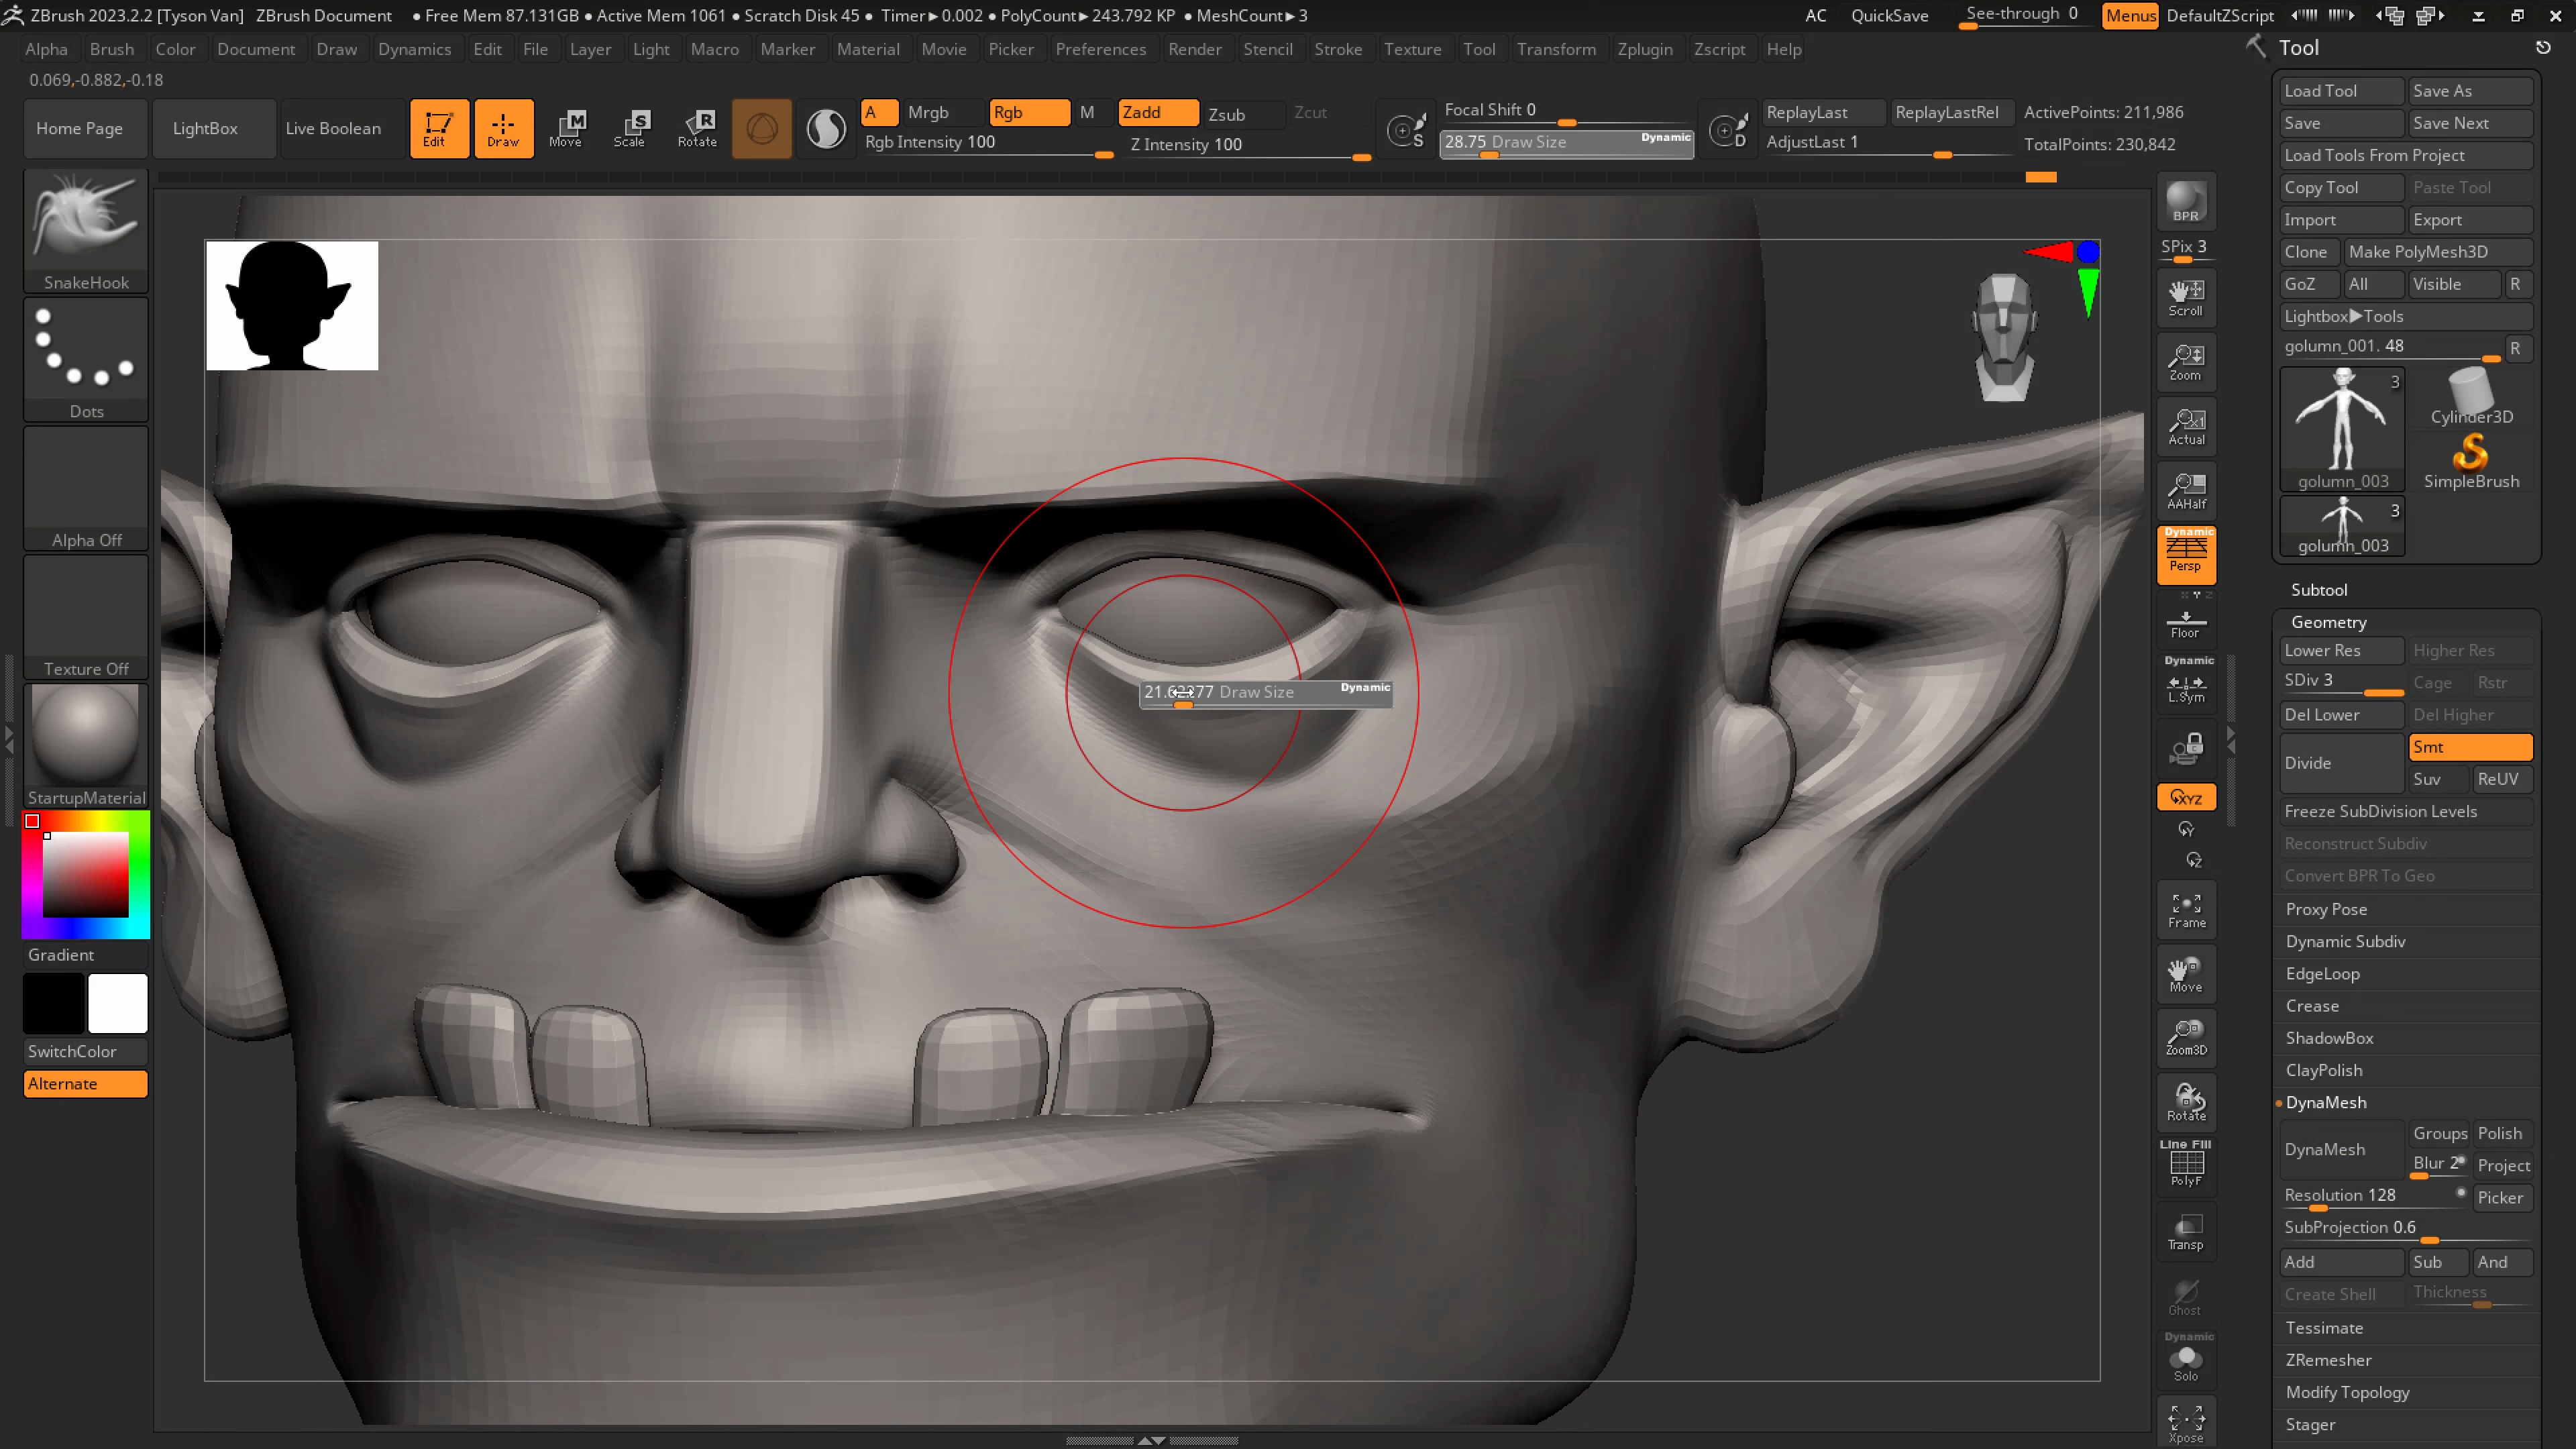 ZBrush 2023.2.2 [Tyson Van] ZBrush Document • Free Mem 87.131GB • Active Mem 1061 • Scratch Disk 45 • Timer▶0.002 • PolyCount▶243.792 KP • MeshCount▶3 AC QuickSave See-through 0 Menus DefaultZScript
Alpha Brush Color Document Draw Dynamics Edit File Layer Light Macro Marker Material Movie Picker Preferences Render Stencil Stroke Texture Tool Transform Zplugin Zscript Help
0.069,-0.882,-0.18
Home Page LightBox Live Boolean Edit Draw Move Scale Rotate
A Mrgb Rgb M Zadd Zsub Zcut
Rgb Intensity 100 Z Intensity 100
S Focal Shift 0
28.75 Draw Size Dynamic
D ReplayLast ReplayLastRel ActivePoints: 211,986
AdjustLast 1 TotalPoints: 230,842
SnakeHook
Dots
Alpha Off
Texture Off
StartupMaterial
Gradient
SwitchColor
Alternate
Draw Size Dynamic
BPR
SPix 3
Scroll
Zoom
Actual
AAHalf
Dynamic
Persp
Floor
Dynamic
L.Sym
XYZ
Y
Z
Frame
Move
Zoom3D
Rotate
Line Fill
PolyF
Transp
Ghost
Dynamic
Solo
Xpose
Tool
Load Tool Save As
Save Save Next
Load Tools From Project
Copy Tool Paste Tool
Import Export
Clone Make PolyMesh3D
GoZ All Visible R
Lightbox▶Tools
golumn_001. 48 R
3
Cylinder3D
golumn_003 SimpleBrush
3
golumn_003
Subtool
Geometry
Lower Res Higher Res
SDiv 3 Cage Rstr
Del Lower Del Higher
Divide Smt
Suv ReUV
Freeze SubDivision Levels
Reconstruct Subdiv
Convert BPR To Geo
Proxy Pose
Dynamic Subdiv
EdgeLoop
Crease
ShadowBox
ClayPolish
DynaMesh
DynaMesh Groups Polish
Blur 2 Project
Resolution 128 Picker
SubProjection 0.6
Add Sub And
Create Shell Thickness
Tessimate
ZRemesher
Modify Topology
Stager